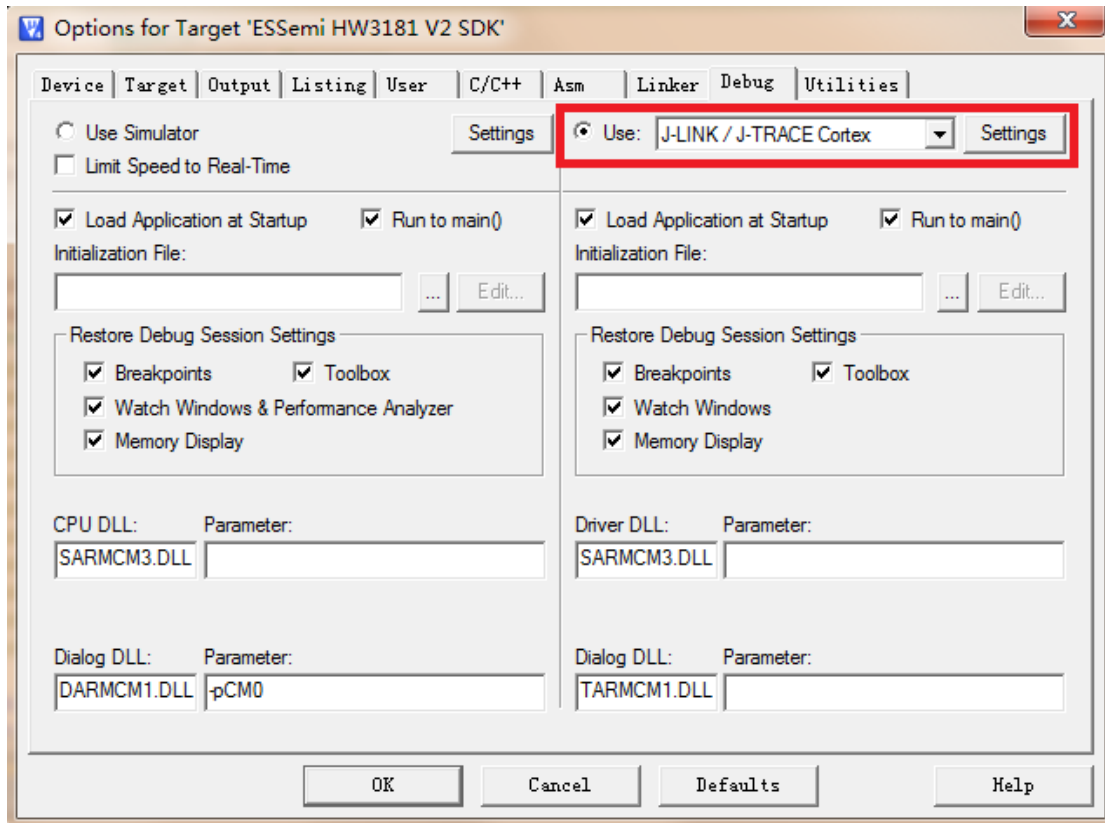 Options for Target 'ESSemi HW3181 V2 SDK'
Device Target Output Listing User C/C++ Asm Linker Debug Utilities
Use Simulator Settings
Limit Speed to Real-Time
Use: J-LINK / J-TRACE Cortex Settings
Load Application at Startup Run to main()
Initialization File:
... Edit...
Restore Debug Session Settings
Breakpoints Toolbox
Watch Windows & Performance Analyzer
Memory Display
CPU DLL: Parameter:
SARMCM3.DLL
Dialog DLL: Parameter:
DARMCM1.DLL -pCM0
Load Application at Startup Run to main()
Initialization File:
... Edit...
Restore Debug Session Settings
Breakpoints Toolbox
Watch Windows
Memory Display
Driver DLL: Parameter:
SARMCM3.DLL
Dialog DLL: Parameter:
TARMCM1.DLL
OK Cancel Defaults Help